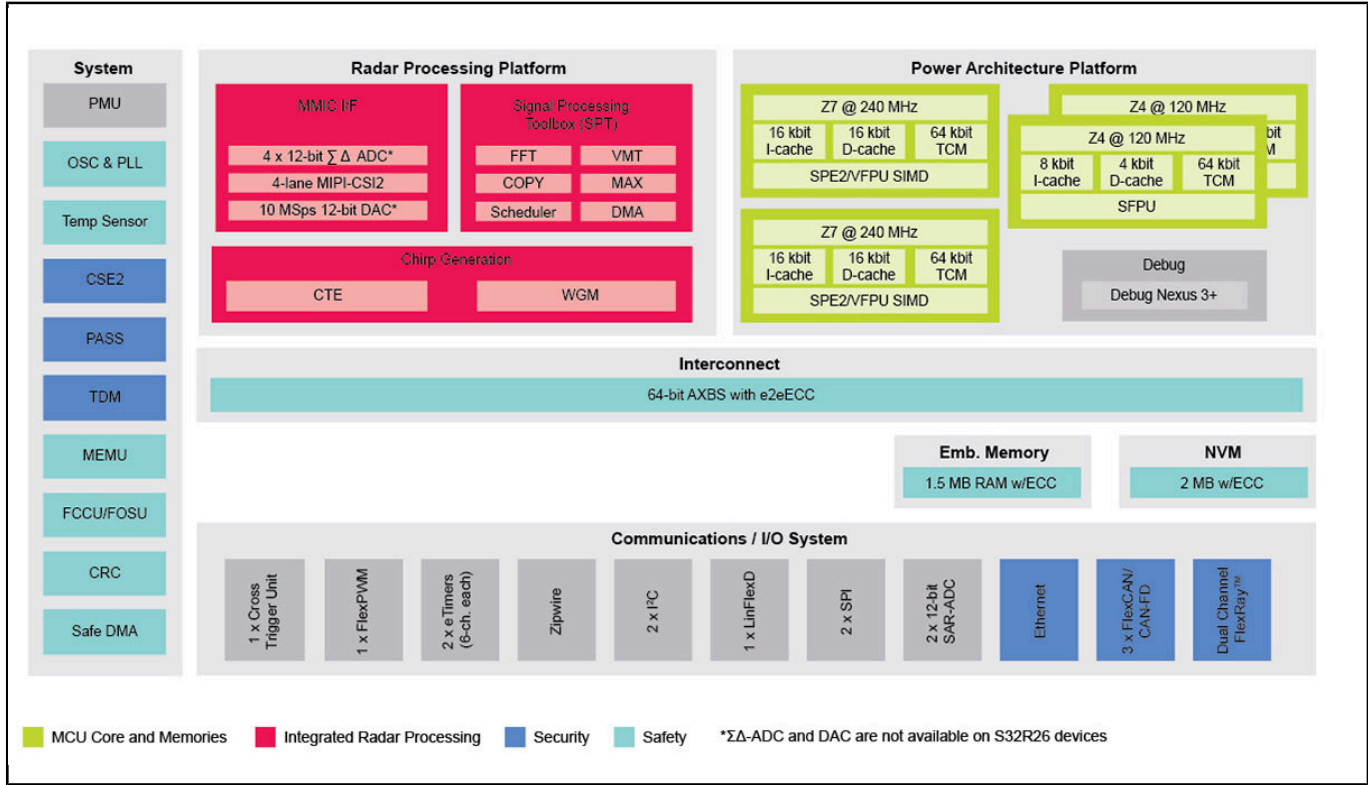 System
PMU
OSC & PLL
Temp Sensor
CSE2
PASS
TDM
MEMU
FCCU/FOSU
CRC
Safe DMA
Radar Processing Platform
MMIC I/F
4 x 12-bit ∑ Δ ADC*
4-lane MIPI-CSI2
10 MSps 12-bit DAC*
Signal Processing
Toolbox (SPT)
FFT
VMT
COPY
MAX
Scheduler
DMA
Chirp Generation
CTE
WGM
Power Architecture Platform
Z7 @ 240 MHz
16 kbit
I-cache
16 kbit
D-cache
64 kbit
TCM
SPE2/VFPU SIMD
Z4 @ 120 MHz
Z4 @ 120 MHz
8 kbit
I-cache
4 kbit
D-cache
64 kbit
TCM
SFPU
Z7 @ 240 MHz
16 kbit
I-cache
16 kbit
D-cache
64 kbit
TCM
SPE2/VFPU SIMD
Debug
Debug Nexus 3+
Interconnect
64-bit AXBS with e2eECC
Emb. Memory
1.5 MB RAM w/ECC
NVM
2 MB w/ECC
Communications / I/O System
1 x Cross
Trigger Unit
1 x FlexPWM
2 x eTimers
(6-ch. each)
Zipwire
2 x I²C
1 x LinFlexD
2 x SPI
2 x 12-bit
SAR-ADC
Ethernet
3 x FlexCAN/
CAN-FD
Dual Channel
FlexRay™
MCU Core and Memories
Integrated Radar Processing
Security
Safety
*ΣΔ-ADC and DAC are not available on S32R26 devices